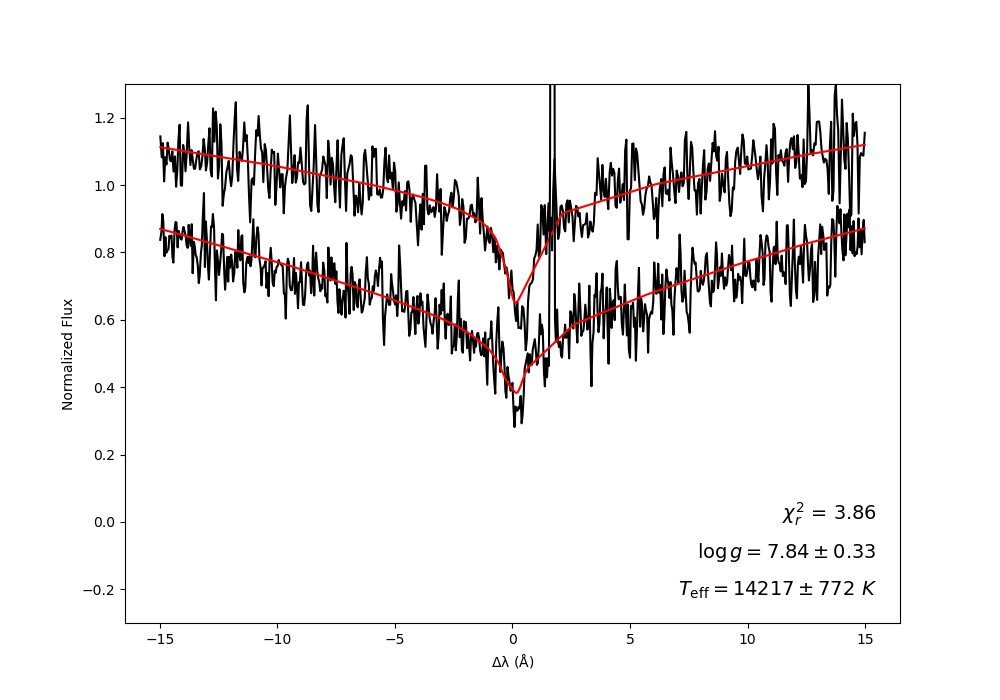 1.2
1.0
0.8
0.6
0.4
0.2
0.0
−0.2
Normalized Flux
χ²ᵣ = 3.86
log g = 7.84 ± 0.33
T_eff = 14217 ± 772 K
−15 −10 −5 0 5 10 15
Δλ (Å)